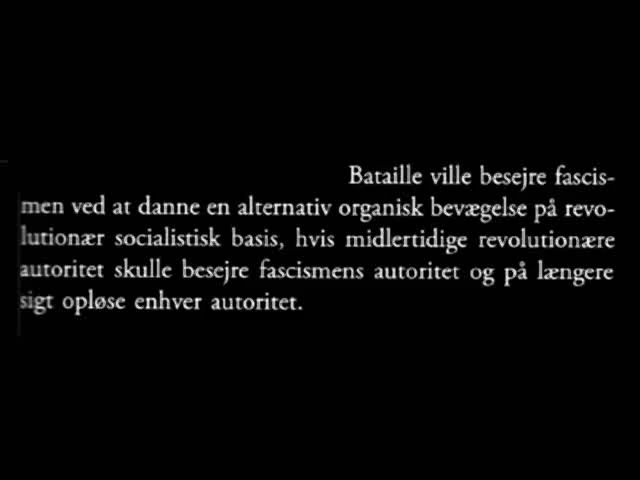 Bataille ville besejre fascis-
men ved at danne en alternativ organisk bevægelse på revo-
lutionær socialistisk basis, hvis midlertidige revolutionære
autoritet skulle besejre fascismens autoritet og på længere
sigt opløse enhver autoritet.